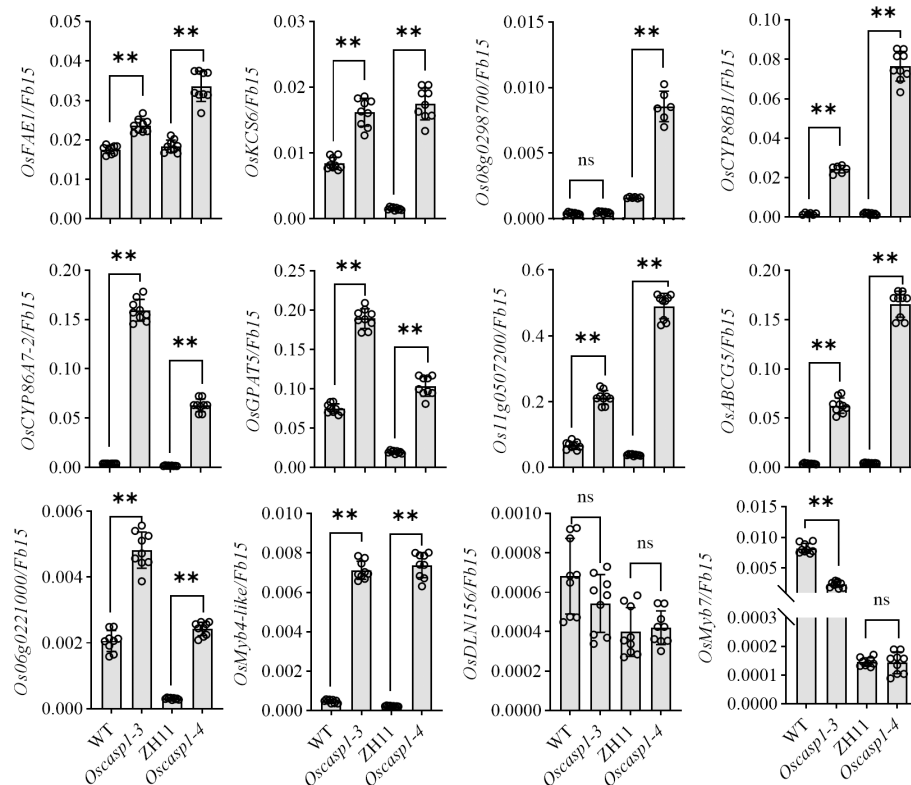 OsFAE1/Fb15
0.05
0.04
0.03
0.02
0.01
0.00
**
**
OsKCS6/Fb15
0.03
0.02
0.01
0.00
**
**
Os08g0298700/Fb15
0.015
0.010
0.005
0.000
ns
**
OsCYP86B1/Fb15
0.10
0.08
0.06
0.04
0.02
0.00
**
**
OsCYP86A7-2/Fb15
0.20
0.15
0.10
0.05
0.00
**
**
OsGPAT5/Fb15
0.25
0.20
0.15
0.10
0.05
0.00
**
**
Os11g0507200/Fb15
0.6
0.4
0.2
0.0
**
**
OsABCG5/Fb15
0.20
0.15
0.10
0.05
0.00
**
**
Os06g0221000/Fb15
0.006
0.004
0.002
0.000
**
**
WT
Oscasp1-3
ZH11
Oscasp1-4
OsMyb4-like/Fb15
0.010
0.008
0.006
0.004
0.002
0.000
**
**
WT
Oscasp1-3
ZH11
Oscasp1-4
OsDLN156/Fb15
0.0010
0.0008
0.0006
0.0004
0.0002
0.0000
ns
ns
WT
Oscasp1-3
ZH11
Oscasp1-4
OsMyb7/Fb15
0.015
0.010
0.005
0.0003
0.0002
0.0001
0.0000
**
ns
WT
Oscasp1-3
ZH11
Oscasp1-4